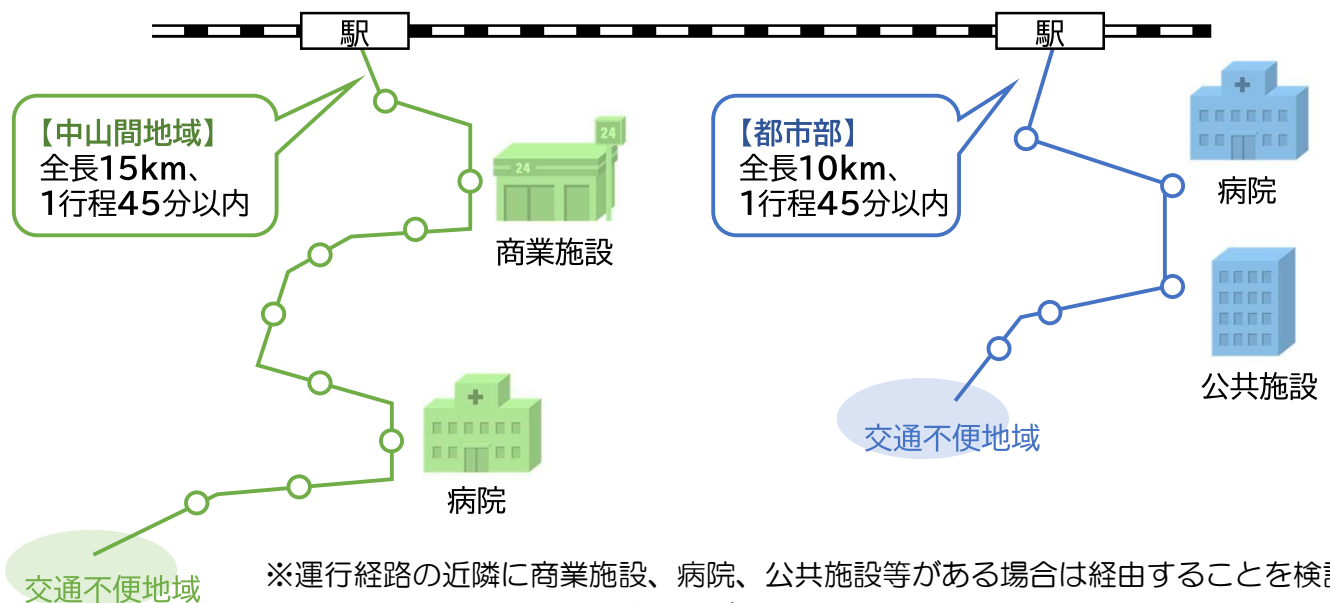 駅
駅
【中山間地域】
全長15km、
1行程45分以内
24
24
商業施設
病院
交通不便地域
【都市部】
全長10km、
1行程45分以内
病院
公共施設
交通不便地域
※運行経路の近隣に商業施設、病院、公共施設等がある場合は経由することを検